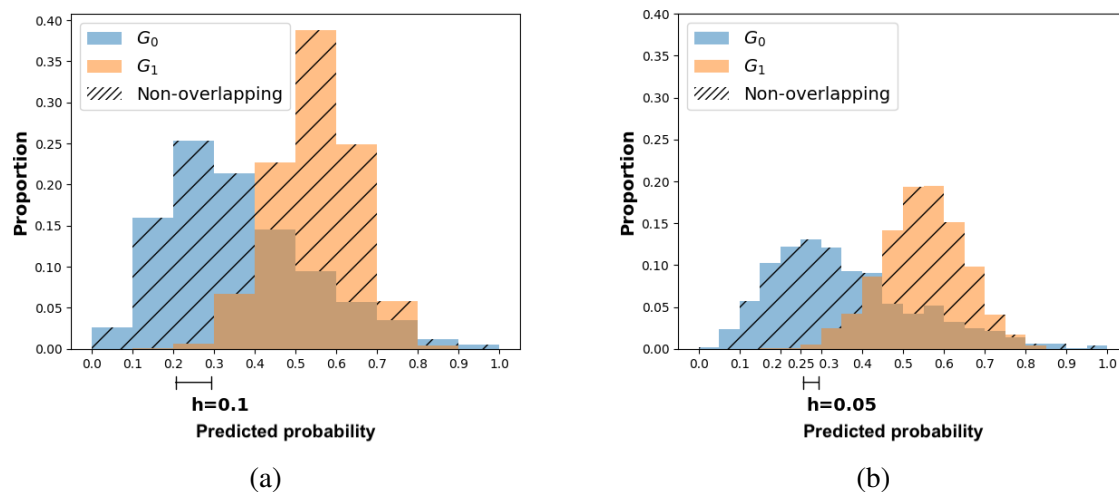 G₀
G₁
Non-overlapping
Proportion
0.40
0.35
0.30
0.25
0.20
0.15
0.10
0.05
0.00
0.0 0.1 0.2 0.3 0.4 0.5 0.6 0.7 0.8 0.9 1.0
h=0.1
Predicted probability
(a)
G₀
G₁
Non-overlapping
Proportion
0.40
0.35
0.30
0.25
0.20
0.15
0.10
0.05
0.00
0.0 0.1 0.2 0.25 0.3 0.4 0.5 0.6 0.7 0.8 0.9 1.0
h=0.05
Predicted probability
(b)